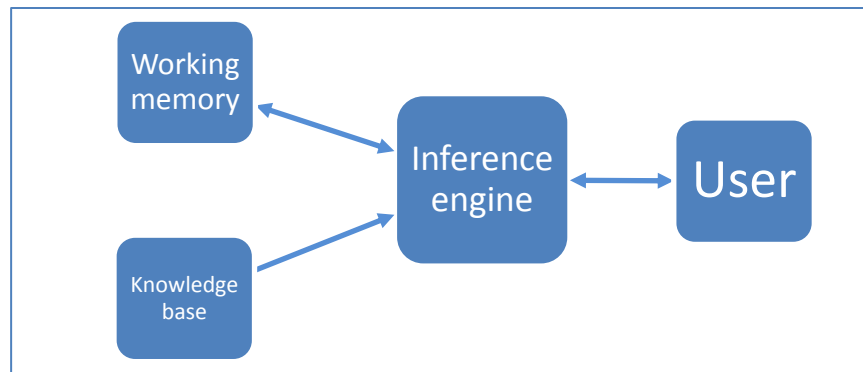 Working
memory
Inference
engine
User
Knowledge
base